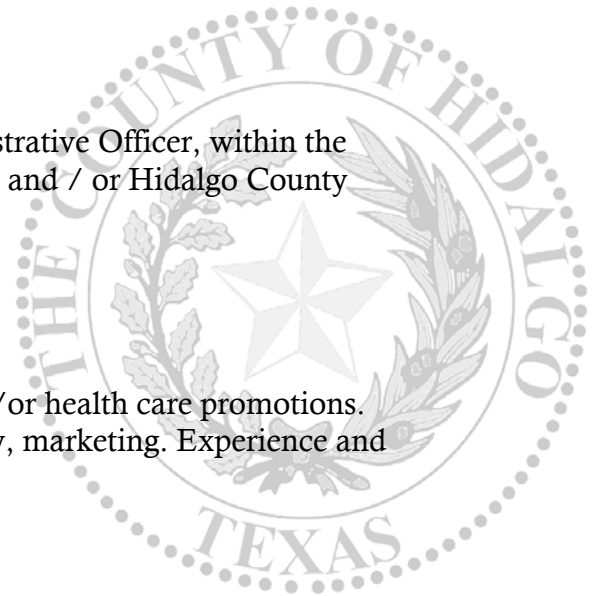 THE COUNTY OF HIDALGO
strative Officer, within the
and / or Hidalgo County
/or health care promotions.
, marketing. Experience and
TEXAS